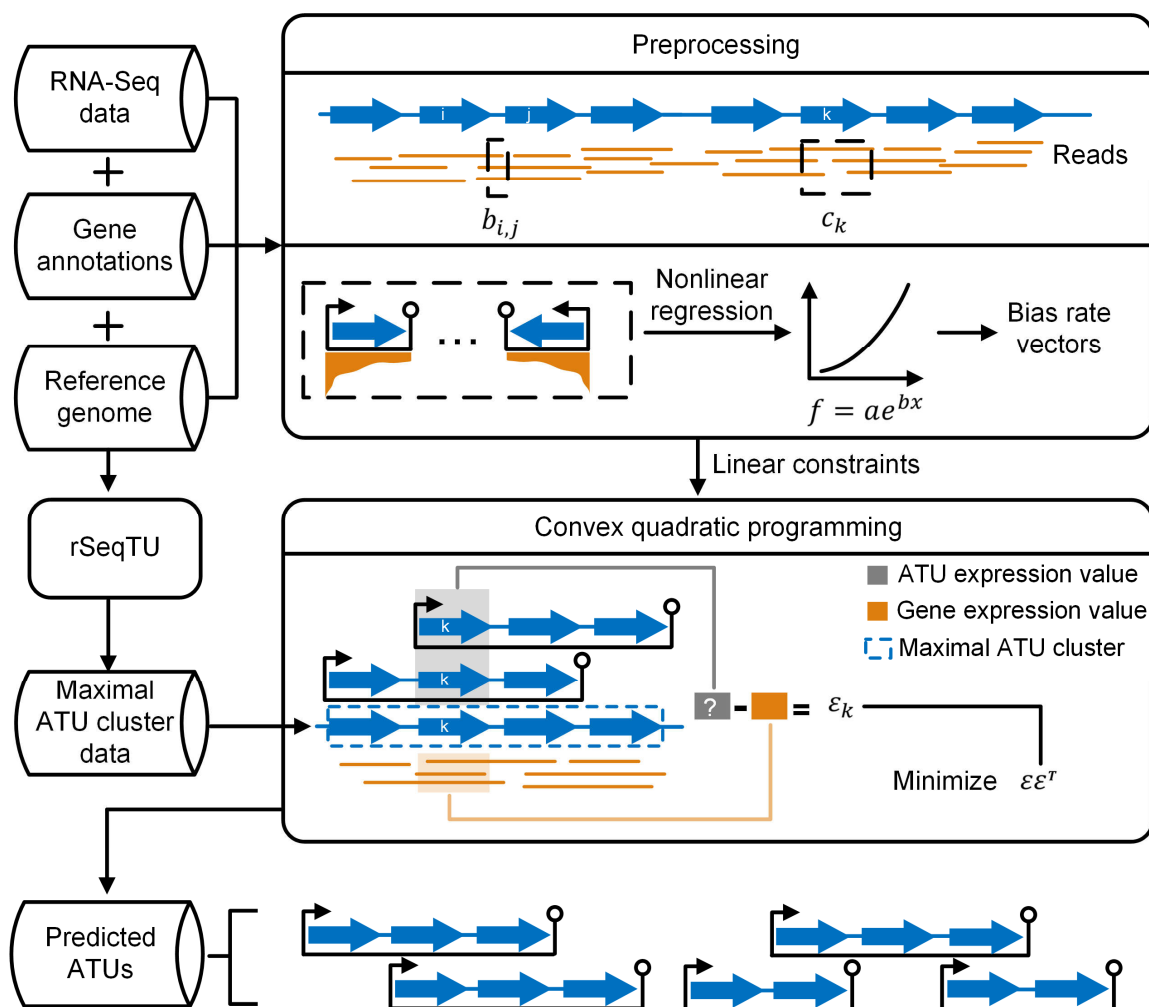 RNA-Seq
data
+
Gene
annotations
+
Reference
genome
rSeqTU
Maximal
ATU cluster
data
Predicted
ATUs
Preprocessing
i
j
k
Reads
b_{i,j}
c_k
...
Nonlinear
regression
f = ae^{bx}
Bias rate
vectors
Linear constraints
Convex quadratic programming
ATU expression value
Gene expression value
Maximal ATU cluster
k
k
k
? - = ε_k
Minimize εε^τ